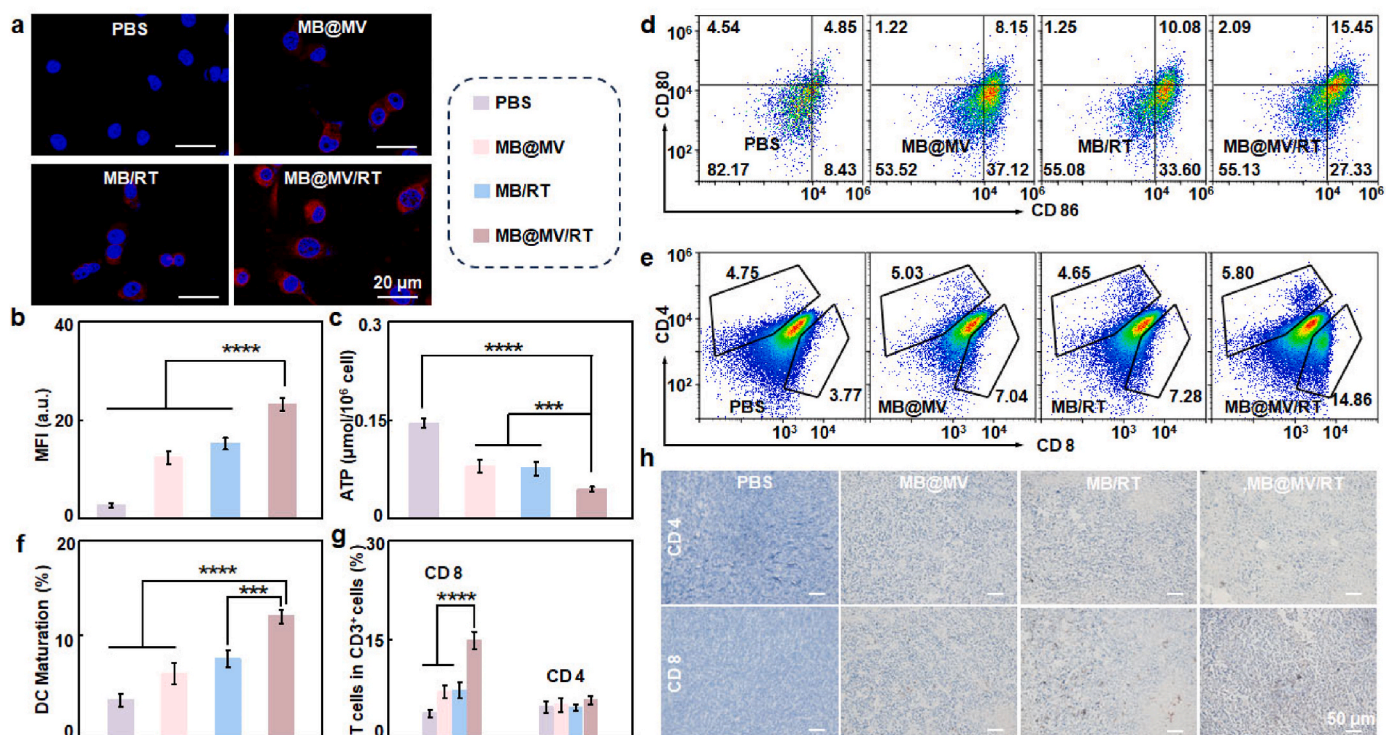 a
PBS
MB@MV
MB/RT
MB@MV/RT
20 μm
PBS
MB@MV
MB/RT
MB@MV/RT
b
MFI (a.u.)
40
20
0
****
c
ATP (μmol/10⁶ cell)
0.3
0.15
0
****
***
d
CD 80
10⁶
10⁴
10²
4.54 4.85
PBS
82.17 8.43
1.22 8.15
MB@MV
53.52 37.12
1.25 10.08
MB/RT
55.08 33.60
2.09 15.45
MB@MV/RT
55.13 27.33
10⁴ 10⁶
10⁴ 10⁶
10⁴ 10⁶
10⁴ 10⁶
CD 86
e
CD 4
10⁶
10⁴
10²
4.75
PBS
3.77
5.03
MB@MV
7.04
4.65
MB/RT
7.28
5.80
MB@MV/RT
14.86
10³ 10⁴
10³ 10⁴
10³ 10⁴
10³ 10⁴
CD 8
f
DC Maturation (%)
20
10
0
****
***
g
T cells in CD3⁺cells (%)
30
15
0
CD 8
****
CD 4
h
PBS
MB@MV
MB/RT
MB@MV/RT
CD 4
CD 8
50 μm